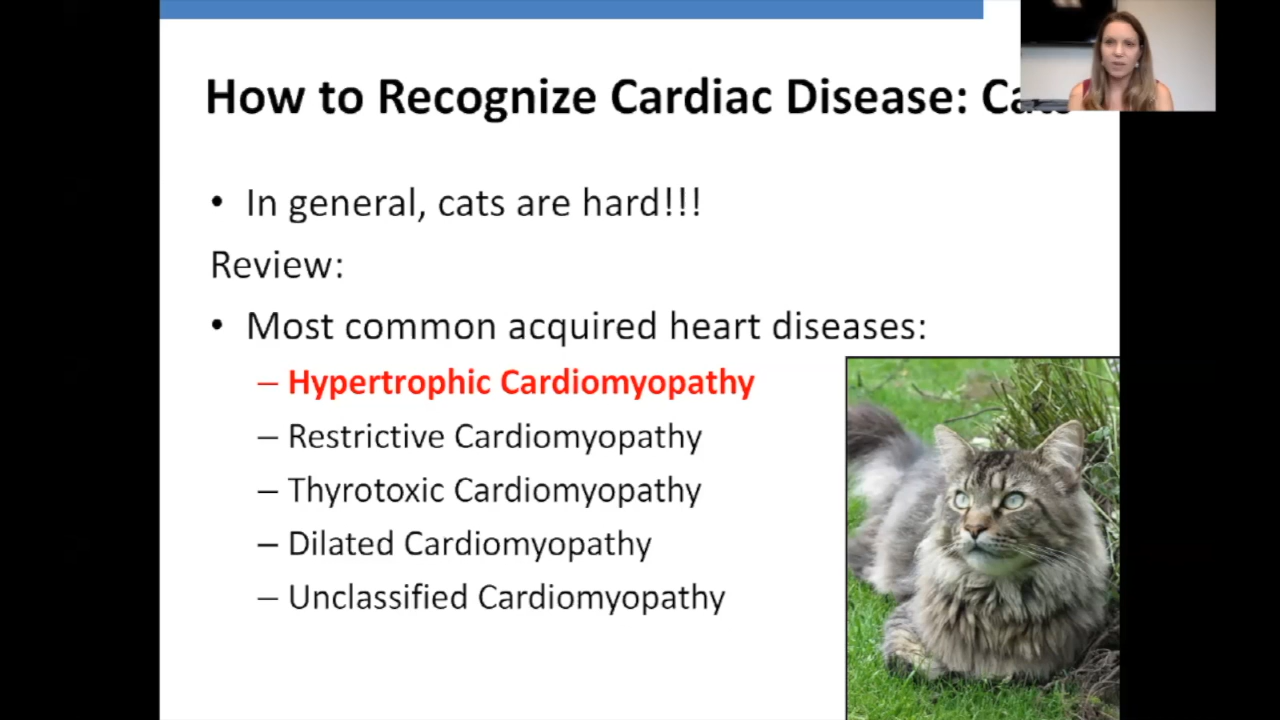 How to Recognize Cardiac Disease:
• In general, cats are hard!!!
Review:
• Most common acquired heart diseases:
– Hypertrophic Cardiomyopathy
– Restrictive Cardiomyopathy
– Thyrotoxic Cardiomyopathy
– Dilated Cardiomyopathy
– Unclassified Cardiomyopathy